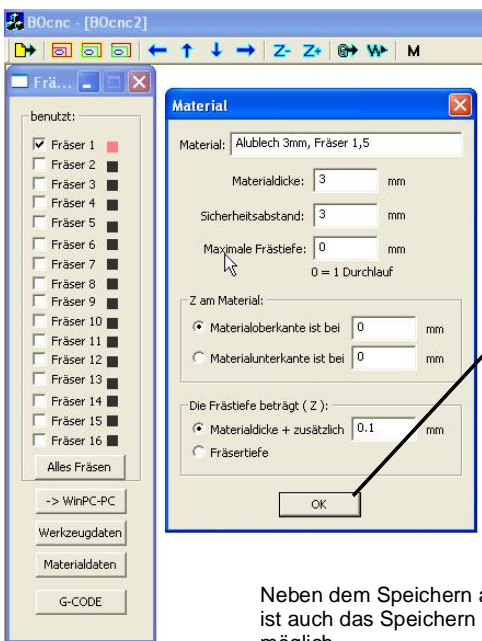 BOcnc - [BOcnc2]
Z- Z+ G W M
Frä...
benutzt:
Fräser 1
Fräser 2
Fräser 3
Fräser 4
Fräser 5
Fräser 6
Fräser 7
Fräser 8
Fräser 9
Fräser 10
Fräser 11
Fräser 12
Fräser 13
Fräser 14
Fräser 15
Fräser 16
Alles Fräsen
-> WinPC-PC
Werkzeugdaten
Materialdaten
G-CODE
Material
Material: Alublech 3mm, Fräser 1,5
Materialdicke: 3 mm
Sicherheitsabstand: 3 mm
Maximale Frästiefe: 0 mm
0 = 1 Durchlauf
Z am Material:
Materialoberkante ist bei 0 mm
Materialunterkante ist bei 0 mm
Die Frästiefe beträgt ( Z ):
Materialdicke + zusätzlich 0.1 mm
Fräsertiefe
OK
Neben dem Speichern a
ist auch das Speichern